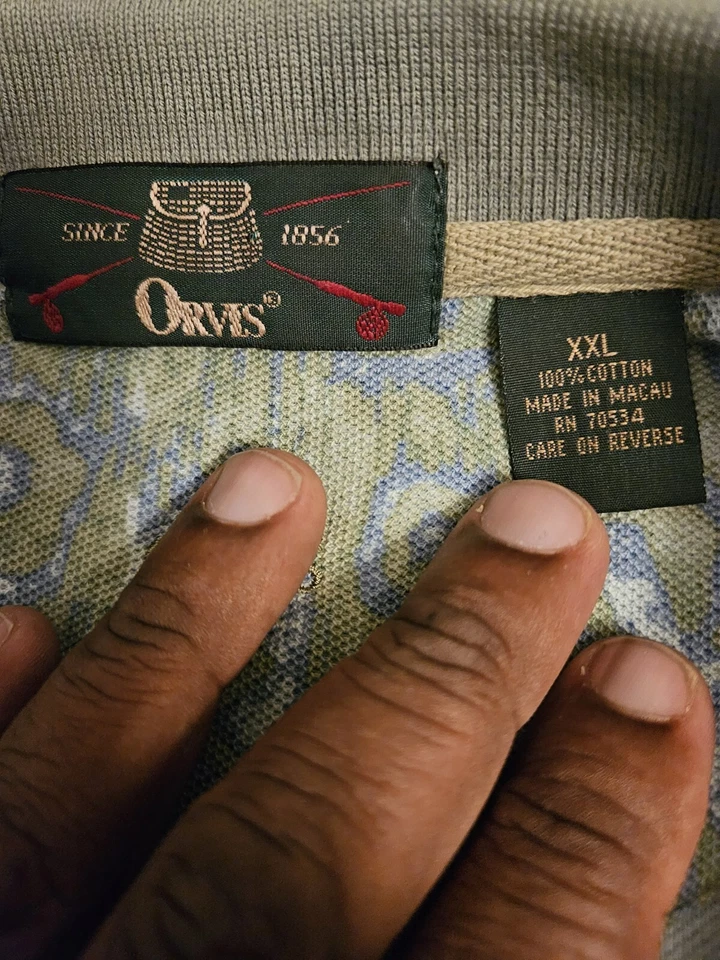 SINCE 1856
ORVIS®
XXL
100% COTTON
MADE IN MACAU
RN 70534
CARE ON REVERSE